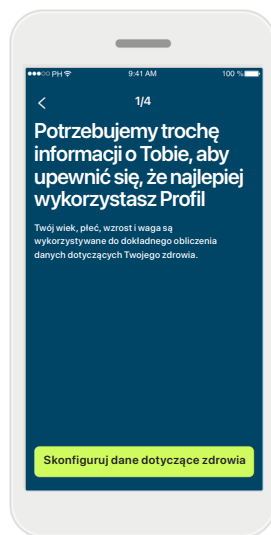 PH 9:41 AM 100 %
1/4
Potrzebujemy trochę
informacji o Tobie, aby
upewnić się, że najlepiej
wykorzystasz Profil
Twój wiek, płeć, wzrost i waga są
wykorzystywane do dokładnego obliczenia
danych dotyczących Twojego zdrowia.
Skonfiguruj dane dotyczące zdrowia